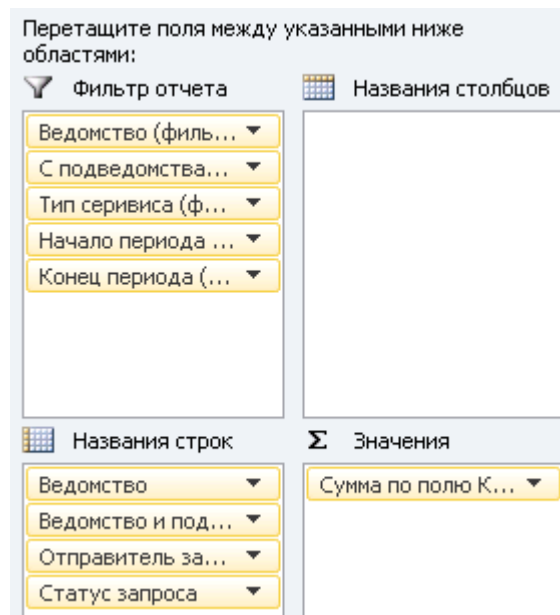 Перетащите поля между указанными ниже
областями:
Фильтр отчета
Названия столбцов
Ведомство (филь...
С подведомства...
Тип серивиса (ф...
Начало периода ...
Конец периода (...
Названия строк
Σ Значения
Ведомство
Ведомство и под...
Отправитель за...
Статус запроса
Сумма по полю К...